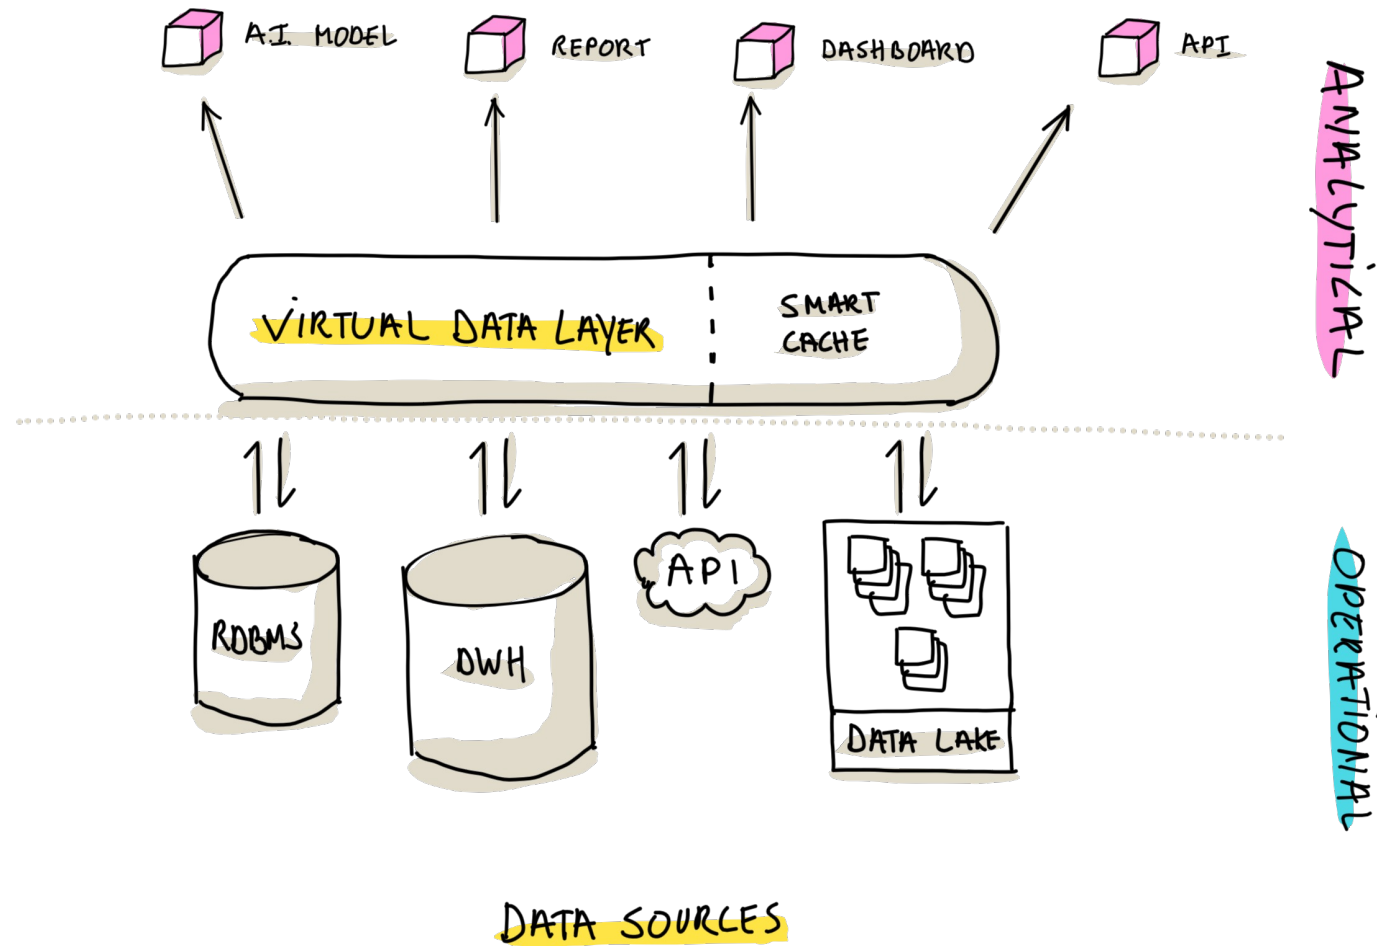 A.I. MODEL
REPORT
DASHBOARD
API
ANALYTICAL
VIRTUAL DATA LAYER
SMART
CACHE
RDBMS
DWH
API
DATA LAKE
OPERATIONAL
DATA SOURCES